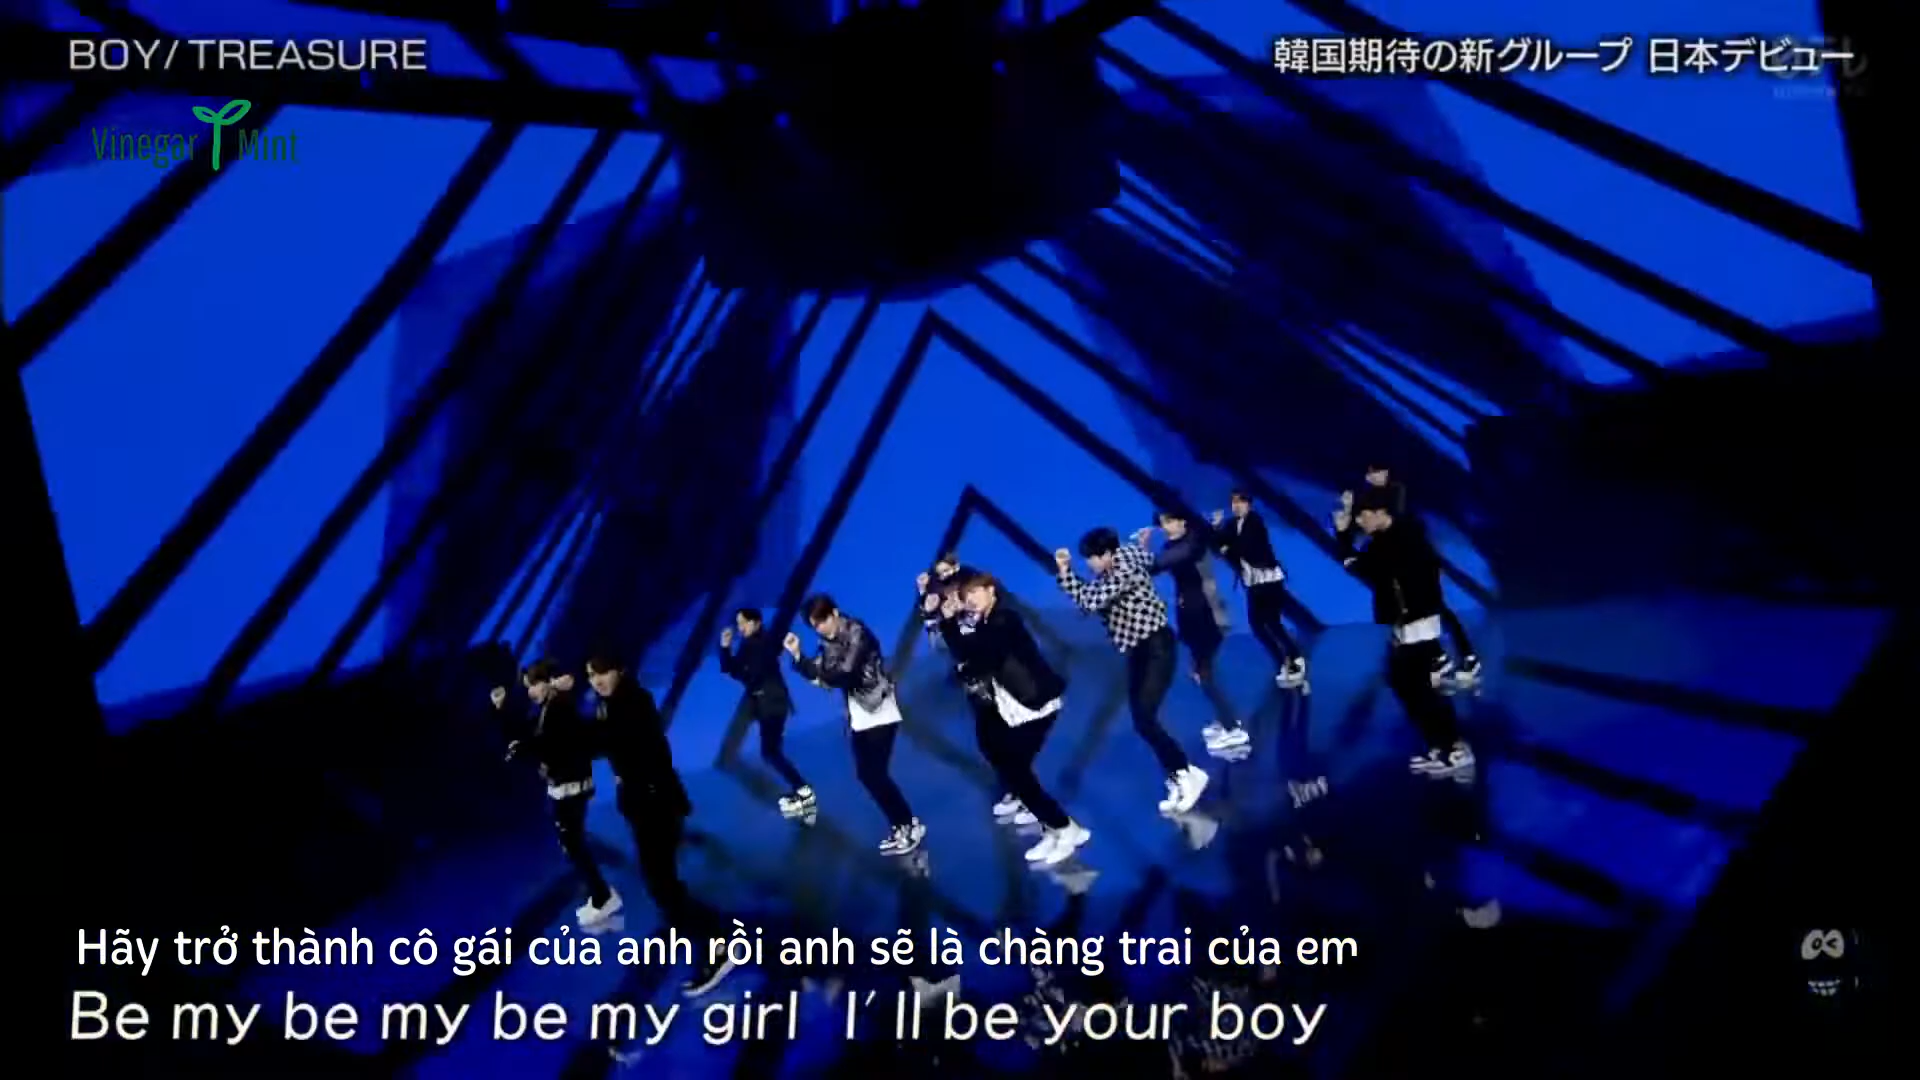 BOY/TREASURE
韓国期待の新グループ 日本デビュー
Vinegar Mint
Hãy trở thành cô gái của anh rồi anh sẽ là chàng trai của em
Be my be my be my girl I'll be your boy